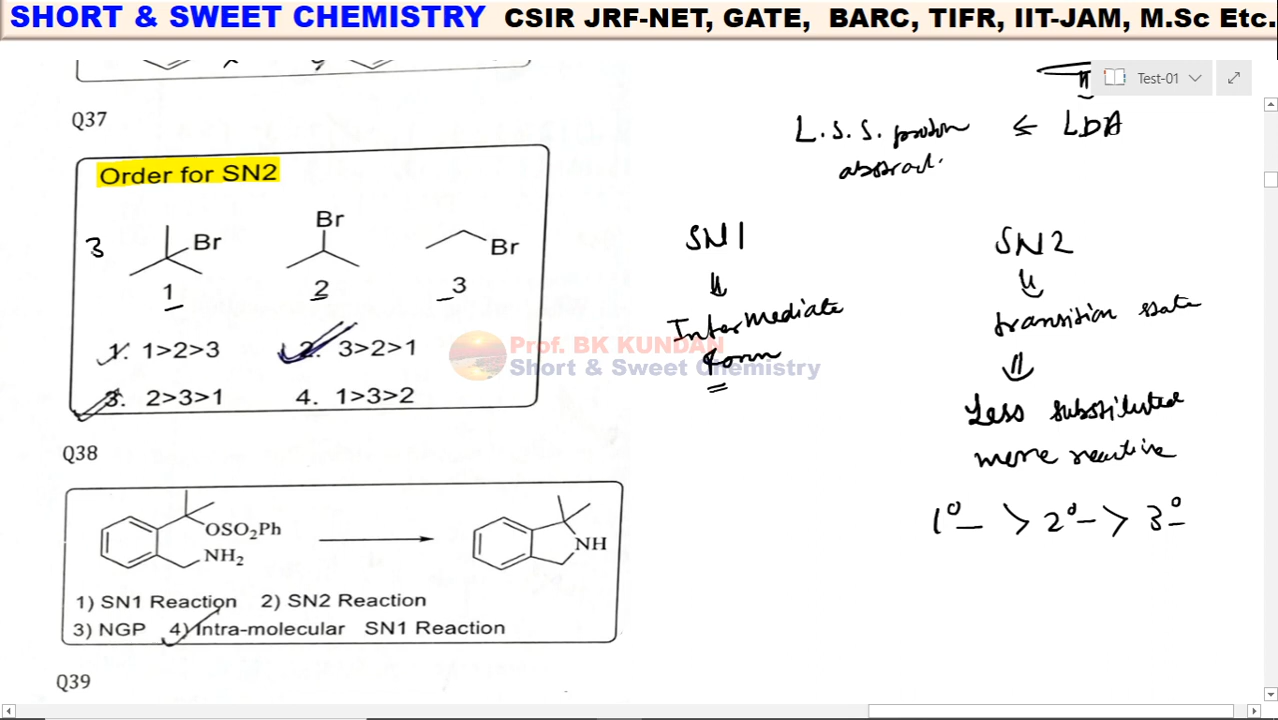 SHORT & SWEET CHEMISTRY CSIR JRF-NET, GATE, BARC, TIFR, IIT-JAM, M.Sc Etc.
Test-01
Q37
L.S.S. proton ≤ LDA
Order for SN2
Br
Br
3
Br
1 2 3
1. 1>2>3 2. 3>2>1
3. 2>3>1 4. 1>3>2
SN1 SN2
Intermediate transition state
form
Prof. BK KUNDAN
Short & Sweet Chemistry
Less substituted
more reactive
1° > 2° > 3°
Q38
OSO₂Ph
NH₂
NH
1) SN1 Reaction 2) SN2 Reaction
3) NGP 4) Intra-molecular SN1 Reaction
Q39